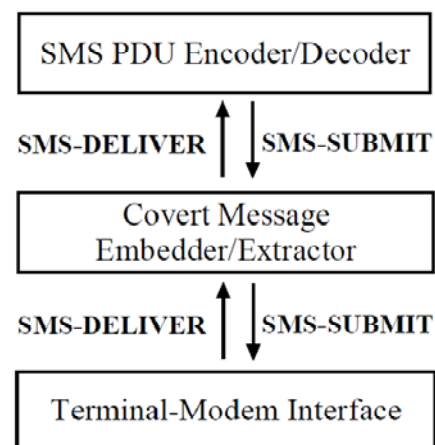 SMS PDU Encoder/Decoder
SMS-DELIVER SMS-SUBMIT
Covert Message
Embedder/Extractor
SMS-DELIVER SMS-SUBMIT
Terminal-Modem Interface